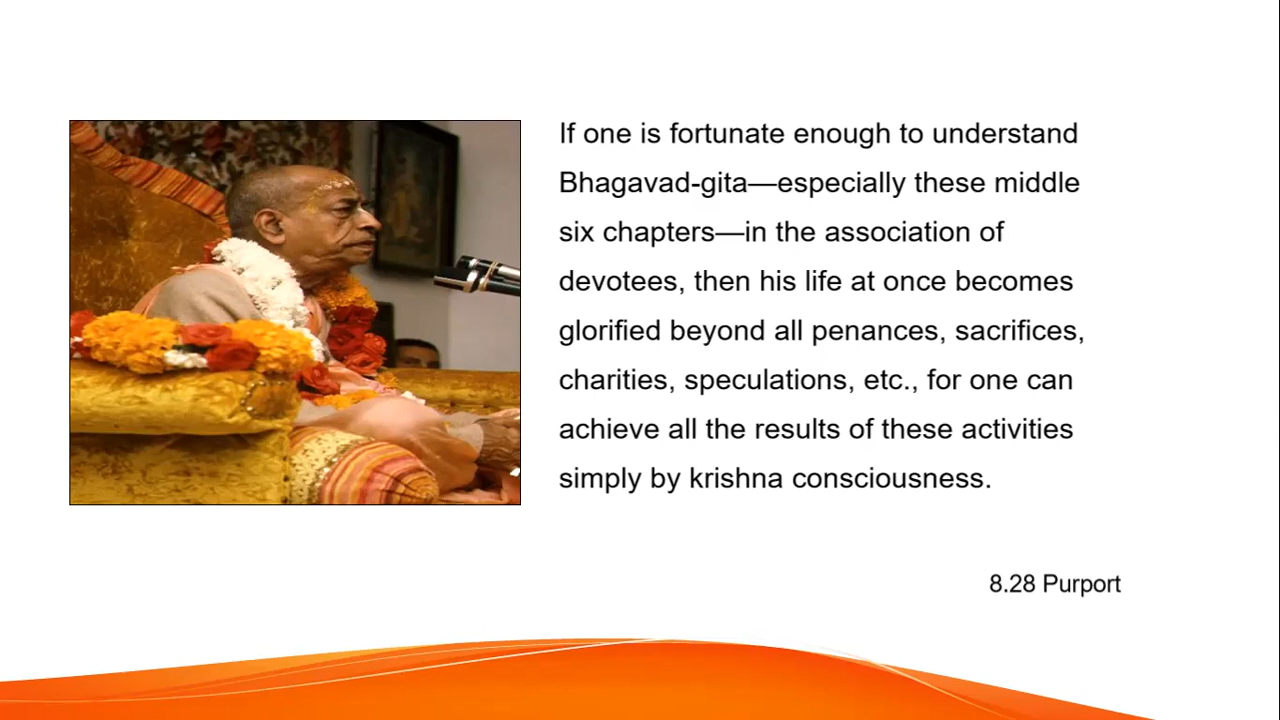 If one is fortunate enough to understand
Bhagavad-gita—especially these middle
six chapters—in the association of
devotees, then his life at once becomes
glorified beyond all penances, sacrifices,
charities, speculations, etc., for one can
achieve all the results of these activities
simply by krishna consciousness.
8.28 Purport